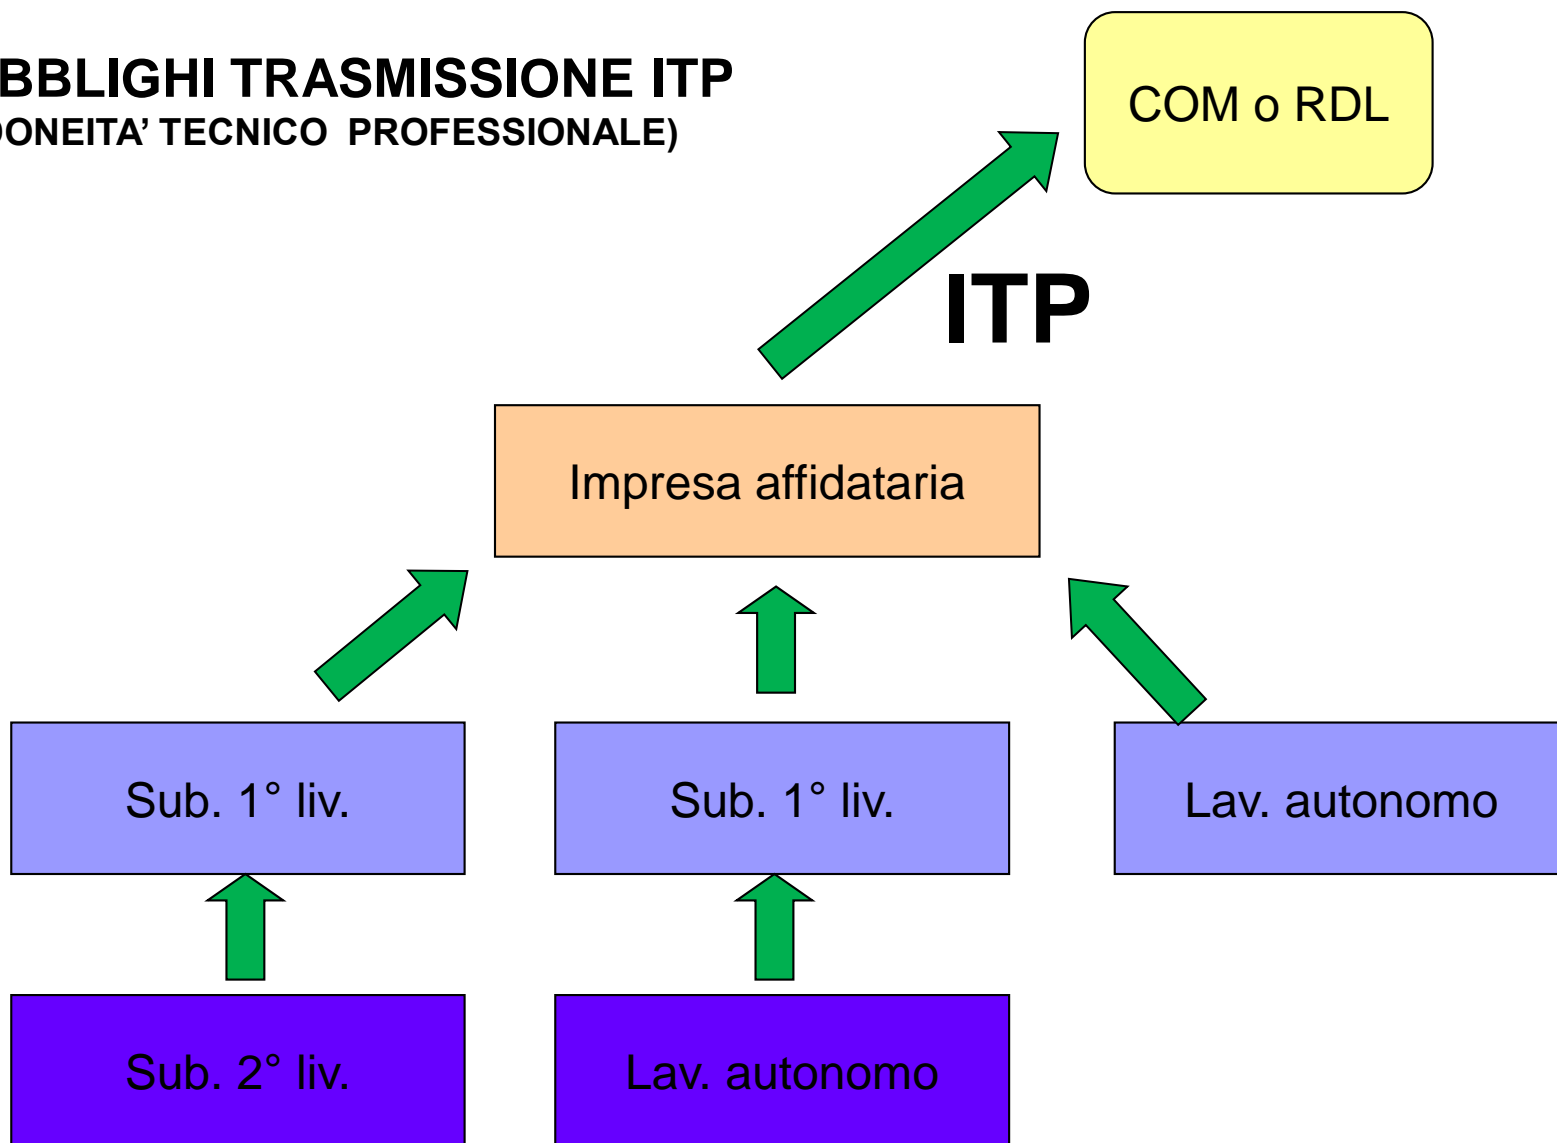 BBLIGHI TRASMISSIONE ITP
DONEITA’ TECNICO PROFESSIONALE)
COM o RDL
ITP
Impresa affidataria
Sub. 1° liv.
Sub. 1° liv.
Lav. autonomo
Sub. 2° liv.
Lav. autonomo